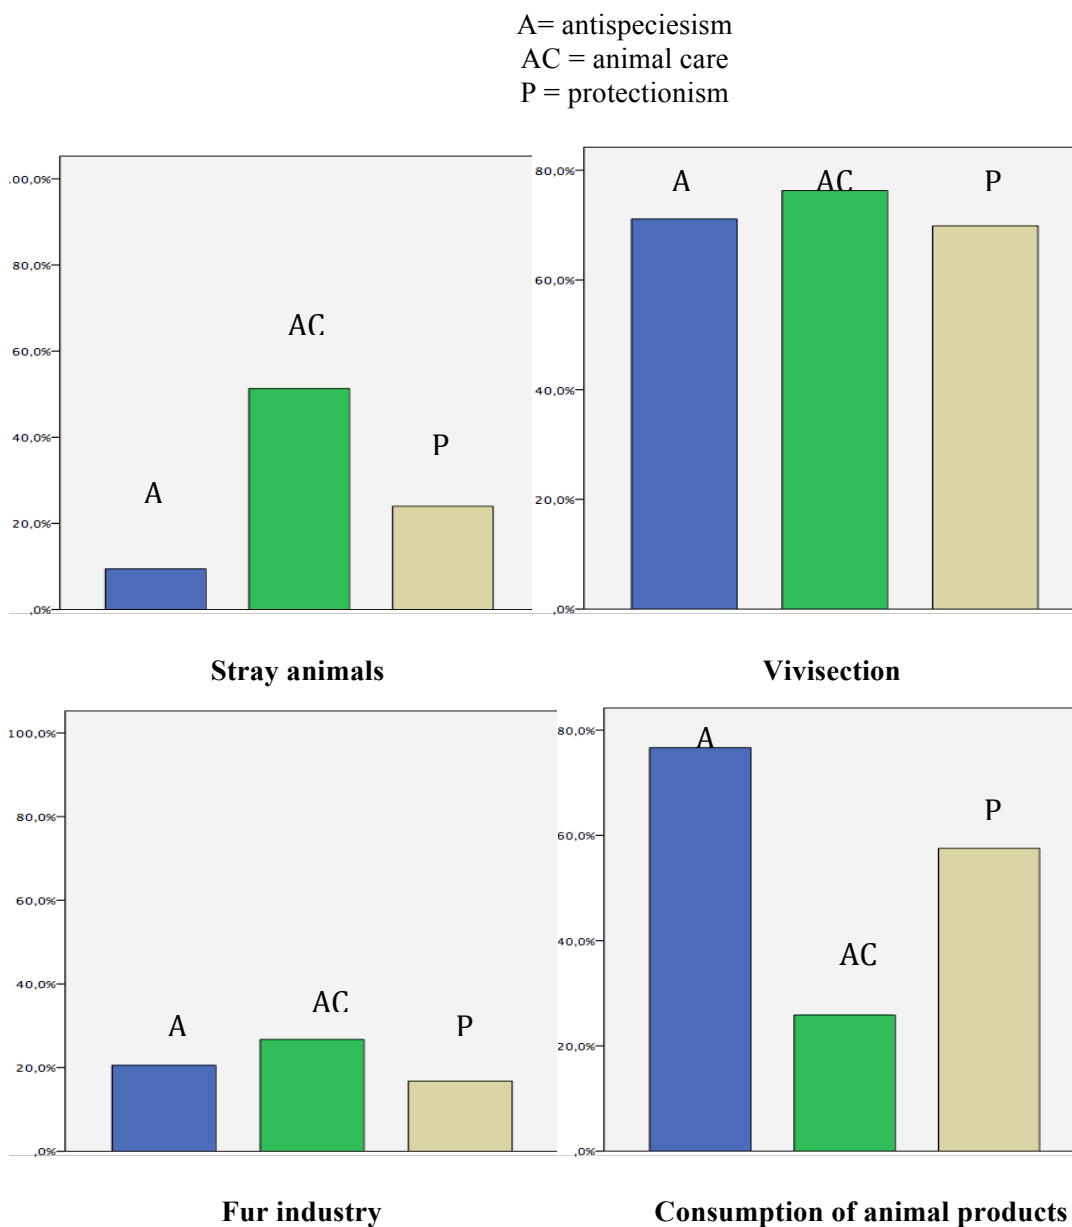 A= antispeciesism
AC = animal care
P = protectionism
.00,0%
80,0%
60,0%
40,0%
20,0%
,0%
A
AC
P
Stray animals
80,0%
60,0%
40,0%
20,0%
,0%
A
AC
P
Vivisection
100,0%
80,0%
60,0%
40,0%
20,0%
,0%
A
AC
P
Fur industry
80,0%
60,0%
40,0%
20,0%
,0%
A
AC
P
Consumption of animal products